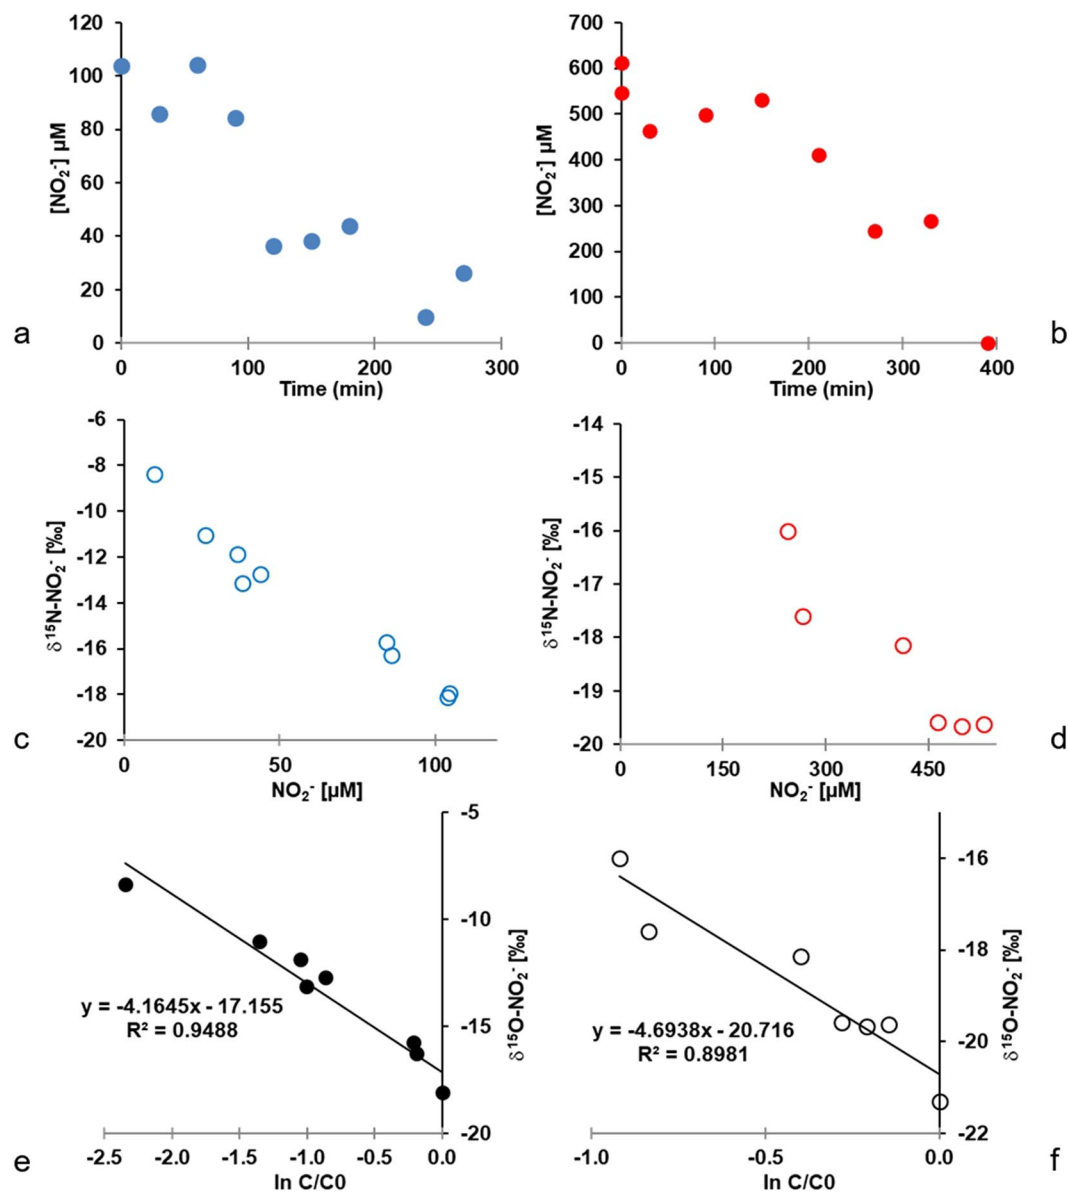 120
100
80
60
40
20
0
[NO₂⁻] µM
0 100 200 300
Time (min)
a
700
600
500
400
300
200
100
0
[NO₂⁻] µM
0 100 200 300 400
Time (min)
b
-6
-8
-10
-12
-14
-16
-18
-20
δ¹⁵N-NO₂⁻ [‰]
0 50 100
NO₂⁻ [µM]
c
-14
-15
-16
-17
-18
-19
-20
δ¹⁵N-NO₂⁻ [‰]
0 150 300 450
NO₂⁻ [µM]
d
-5
-10
-15
-20
δ¹⁵O-NO₂⁻ [‰]
y = -4.1645x - 17.155
R² = 0.9488
-2.5 -2.0 -1.5 -1.0 -0.5 0.0
ln C/C0
e
-16
-18
-20
-22
δ¹⁵O-NO₂⁻ [‰]
y = -4.6938x - 20.716
R² = 0.8981
-1.0 -0.5 0.0
ln C/C0
f